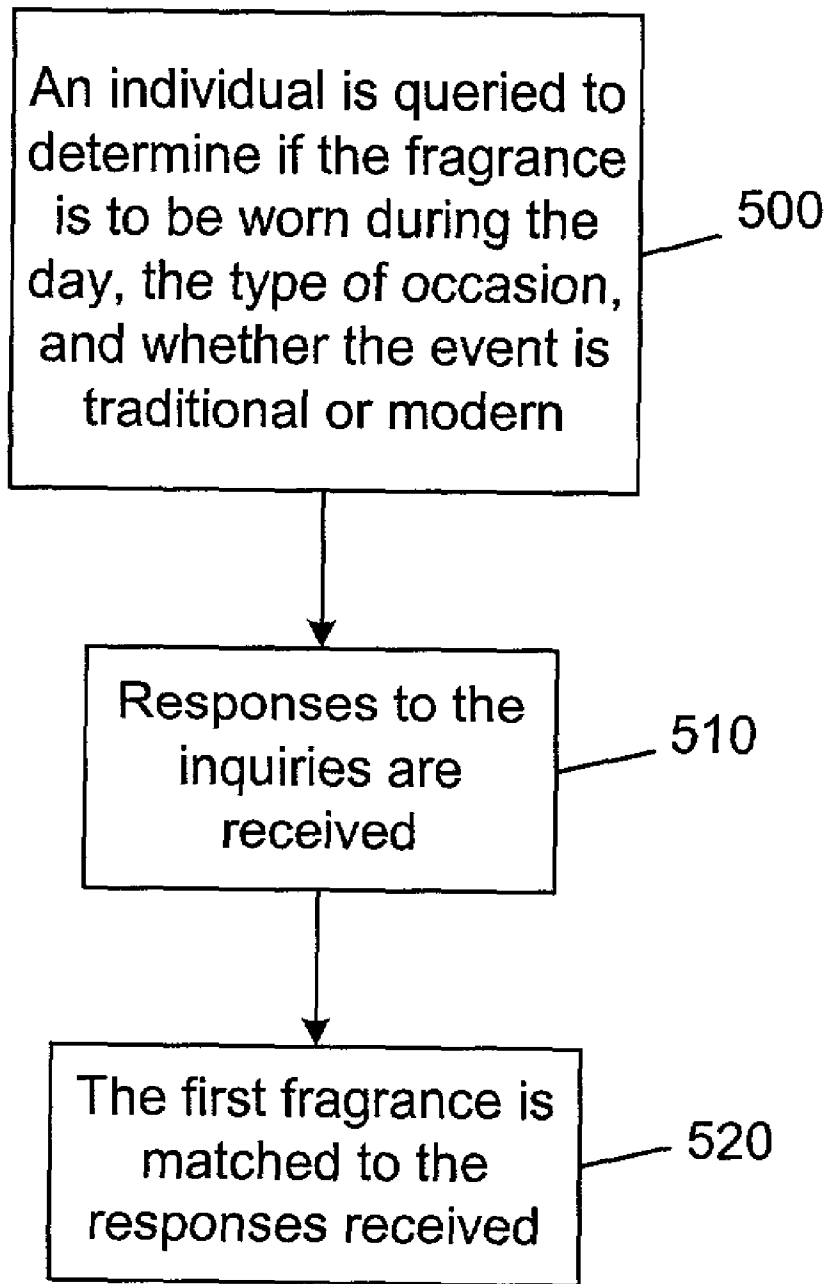 An individual is queried to
determine if the fragrance
is to be worn during the
day, the type of occasion,
and whether the event is
traditional or modern
500
Responses to the
inquiries are
received
510
The first fragrance is
matched to the
responses received
520